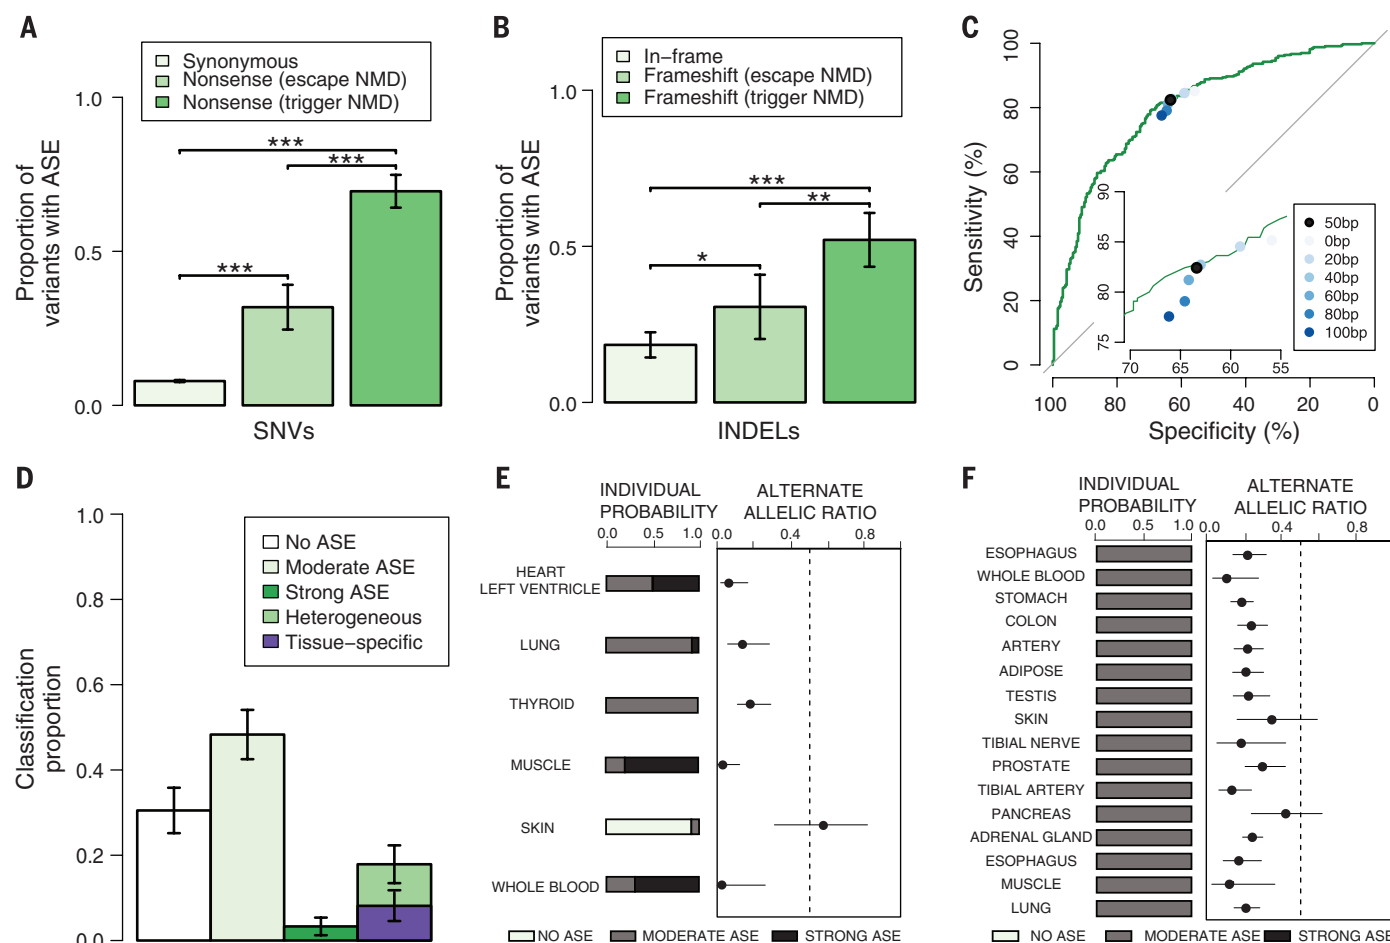 A
Synonymous
Nonsense (escape NMD)
Nonsense (trigger NMD)
Proportion of
variants with ASE
1.0
0.5
0.0
***
***
***
SNVs
B
In-frame
Frameshift (escape NMD)
Frameshift (trigger NMD)
Proportion of
variants with ASE
1.0
0.5
0.0
***
**
*
INDELs
C
Sensitivity (%)
100
80
60
40
20
0
90
85
80
75
70
65
60
55
50bp
0bp
20bp
40bp
60bp
80bp
100bp
100
80
60
40
20
0
Specificity (%)
D
Classification
proportion
1.0
0.8
0.6
0.4
0.2
0.0
No ASE
Moderate ASE
Strong ASE
Heterogeneous
Tissue-specific
E
INDIVIDUAL
PROBABILITY
0.0 0.5 1.0
ALTERNATE
ALLELIC RATIO
0.0 0.4 0.8
HEART
LEFT VENTRICLE
LUNG
THYROID
MUSCLE
SKIN
WHOLE BLOOD
NO ASE MODERATE ASE STRONG ASE
F
INDIVIDUAL
PROBABILITY
0.0 0.5 1.0
ALTERNATE
ALLELIC RATIO
0.0 0.4 0.8
ESOPHAGUS
WHOLE BLOOD
STOMACH
COLON
ARTERY
ADIPOSE
TESTIS
SKIN
TIBIAL NERVE
PROSTATE
TIBIAL ARTERY
PANCREAS
ADRENAL GLAND
ESOPHAGUS
MUSCLE
LUNG
NO ASE MODERATE ASE STRONG ASE